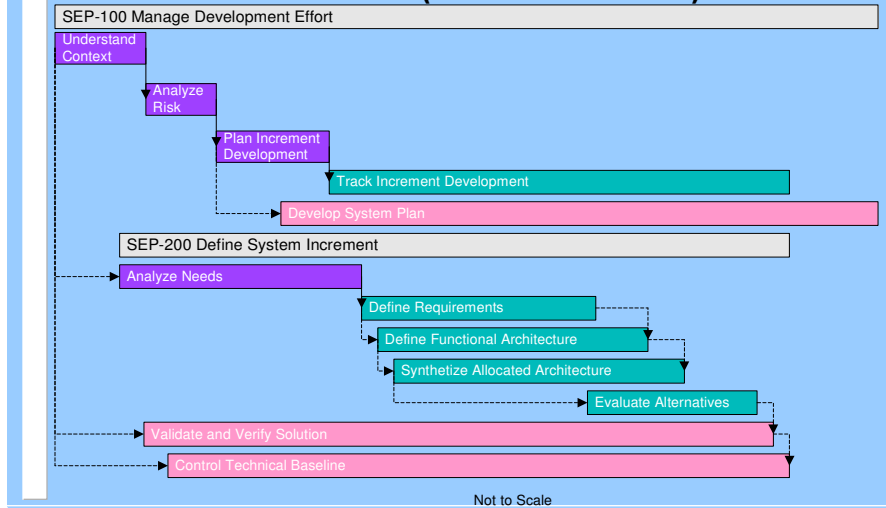 SEP-100 Manage Development Effort
Understand
Context
Analyze
Risk
Plan Increment
Development
Track Increment Development
Develop System Plan
SEP-200 Define System Increment
Analyze Needs
Define Requirements
Define Functional Architecture
Synthetize Allocated Architecture
Evaluate Alternatives
Validate and Verify Solution
Control Technical Baseline
Not to Scale